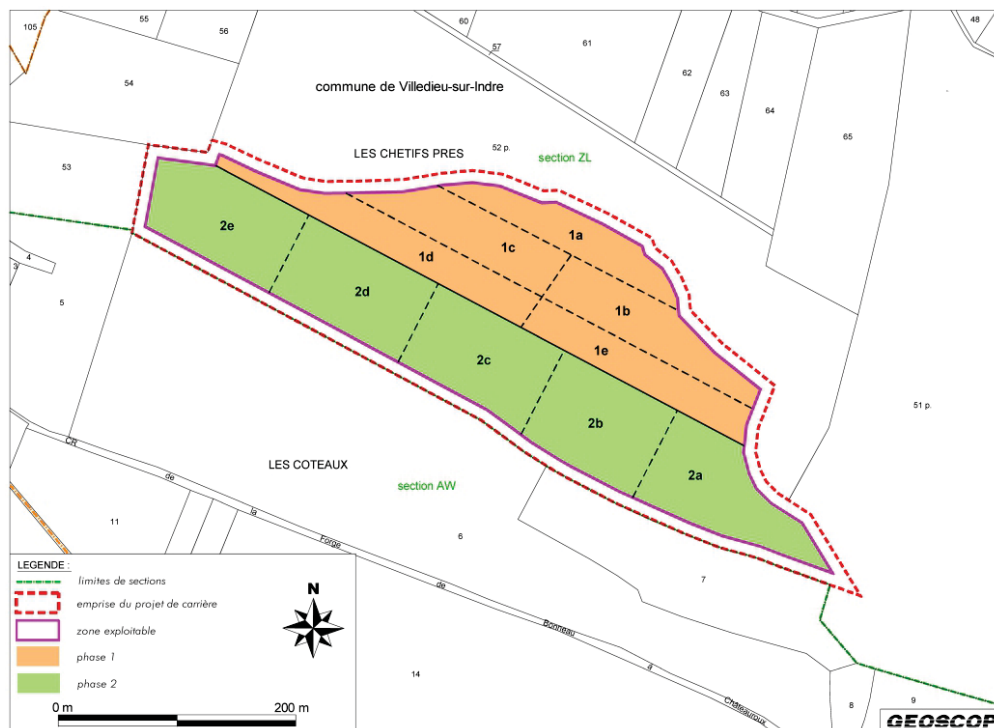 105
55
56
60
57
61
48
62
63
64
65
54
commune de Villedieu-sur-Indre
52 p.
LES CHETIFS PRES
section ZL
53
1a
2e
1c
1d
4
3
5
2d
1b
1e
2c
51 p.
2b
2a
CR de la Forge de Bonneau à Châteauroux
LES COTEAUX
section AW
11
6
7
14
8
9
LEGENDE :
limites de sections
emprise du projet de carrière
zone exploitable
phase 1
phase 2
N
0 m
200 m